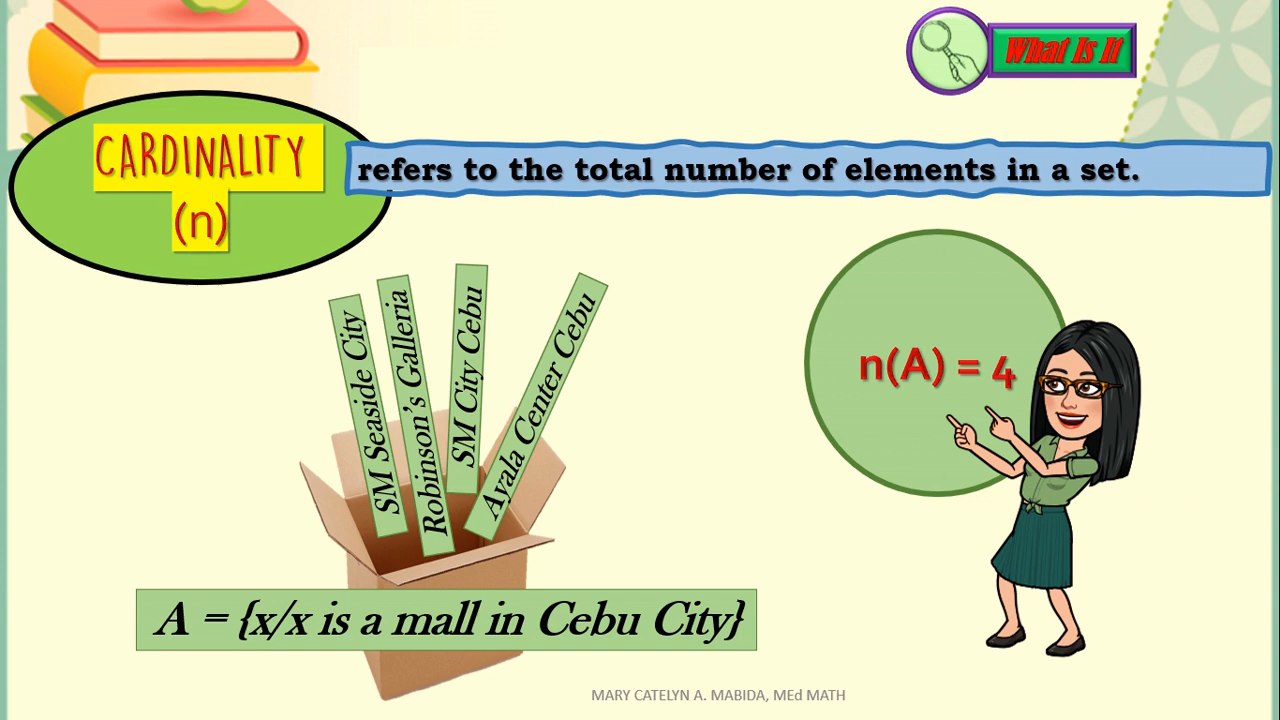 What Is It
CARDINALITY
(n)
refers to the total number of elements in a set.
SM Seaside City
Robinson's Galleria
SM City Cebu
Ayala Center Cebu
n(A) = 4
A = {x/x is a mall in Cebu City}
MARY CATELYN A. MABIDA, MEd MATH